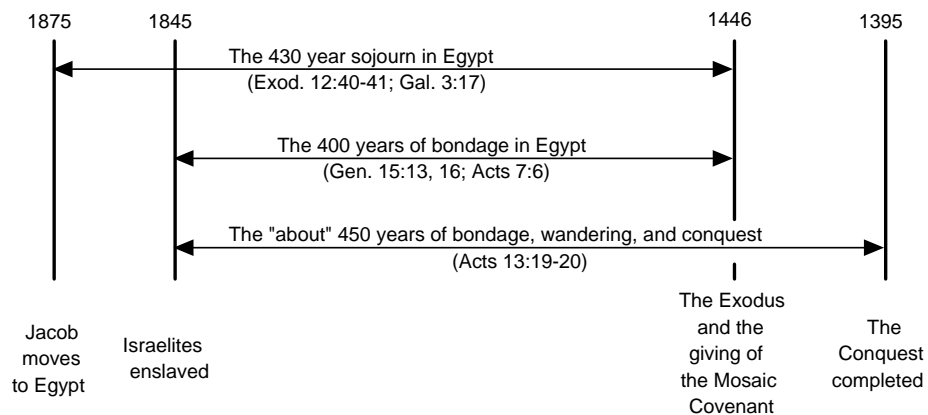 1875
1845
1446
1395
The 430 year sojourn in Egypt
(Exod. 12:40-41; Gal. 3:17)
The 400 years of bondage in Egypt
(Gen. 15:13, 16; Acts 7:6)
The "about" 450 years of bondage, wandering, and conquest
(Acts 13:19-20)
Jacob
moves
to Egypt
Israelites
enslaved
The Exodus
and the
giving of
the Mosaic
Covenant
The
Conquest
completed